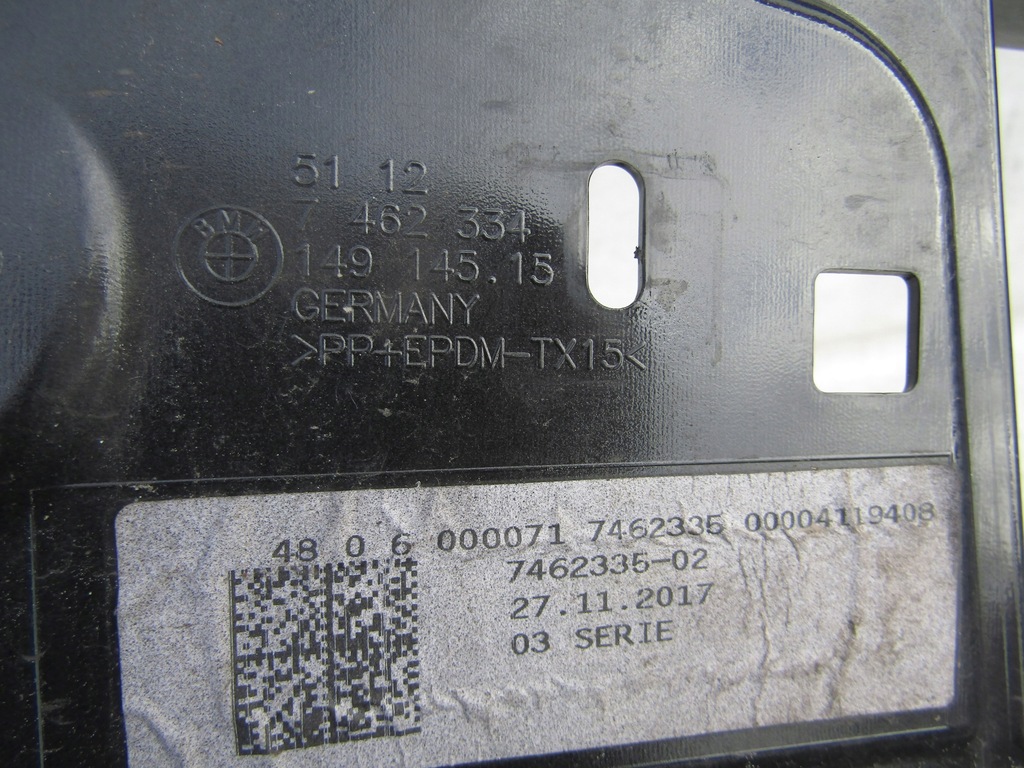 51 12
7 462 334
149 145.15
BMW
GERMANY
>PP+EPDM-TX15<
48 0 6 000071 7462335 00004119408
7462335-02
27.11.2017
03 SERIE